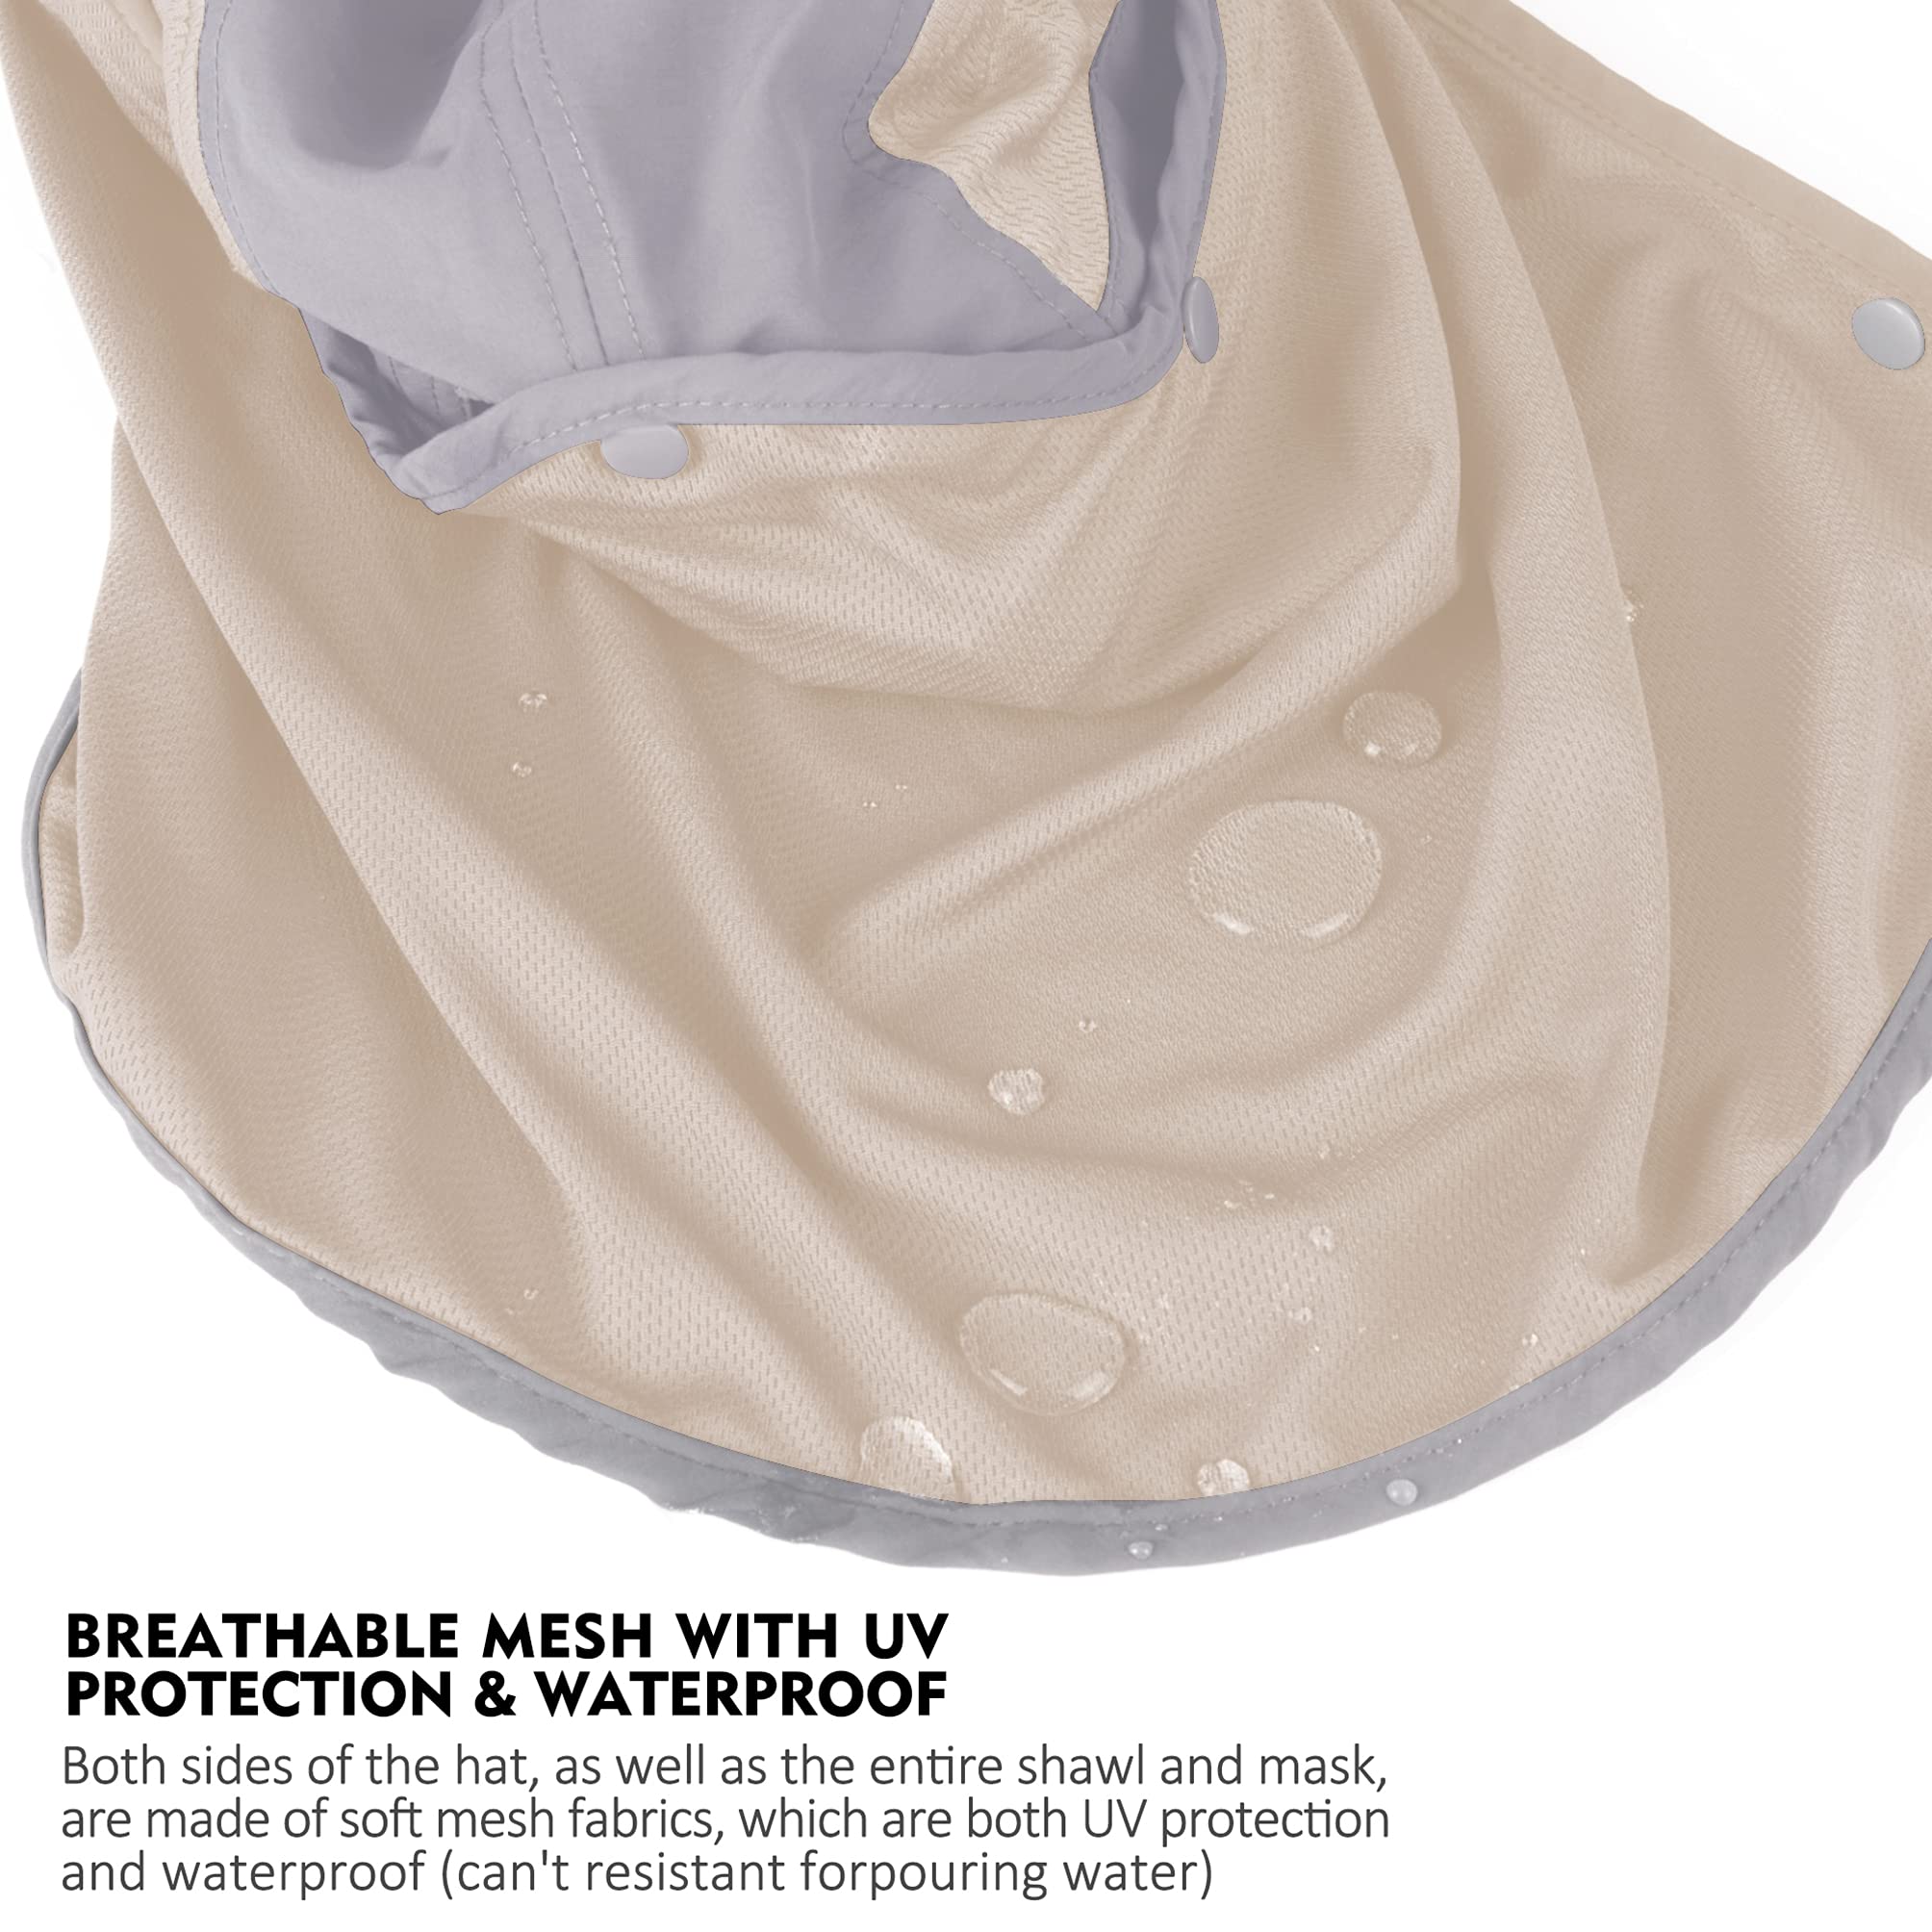 BREATHABLE MESH WITH UV
PROTECTION & WATERPROOF
Both sides of the hat, as well as the entire shawl and mask,
are made of soft mesh fabrics, which are both UV protection
and waterproof (can't resistant forpouring water)